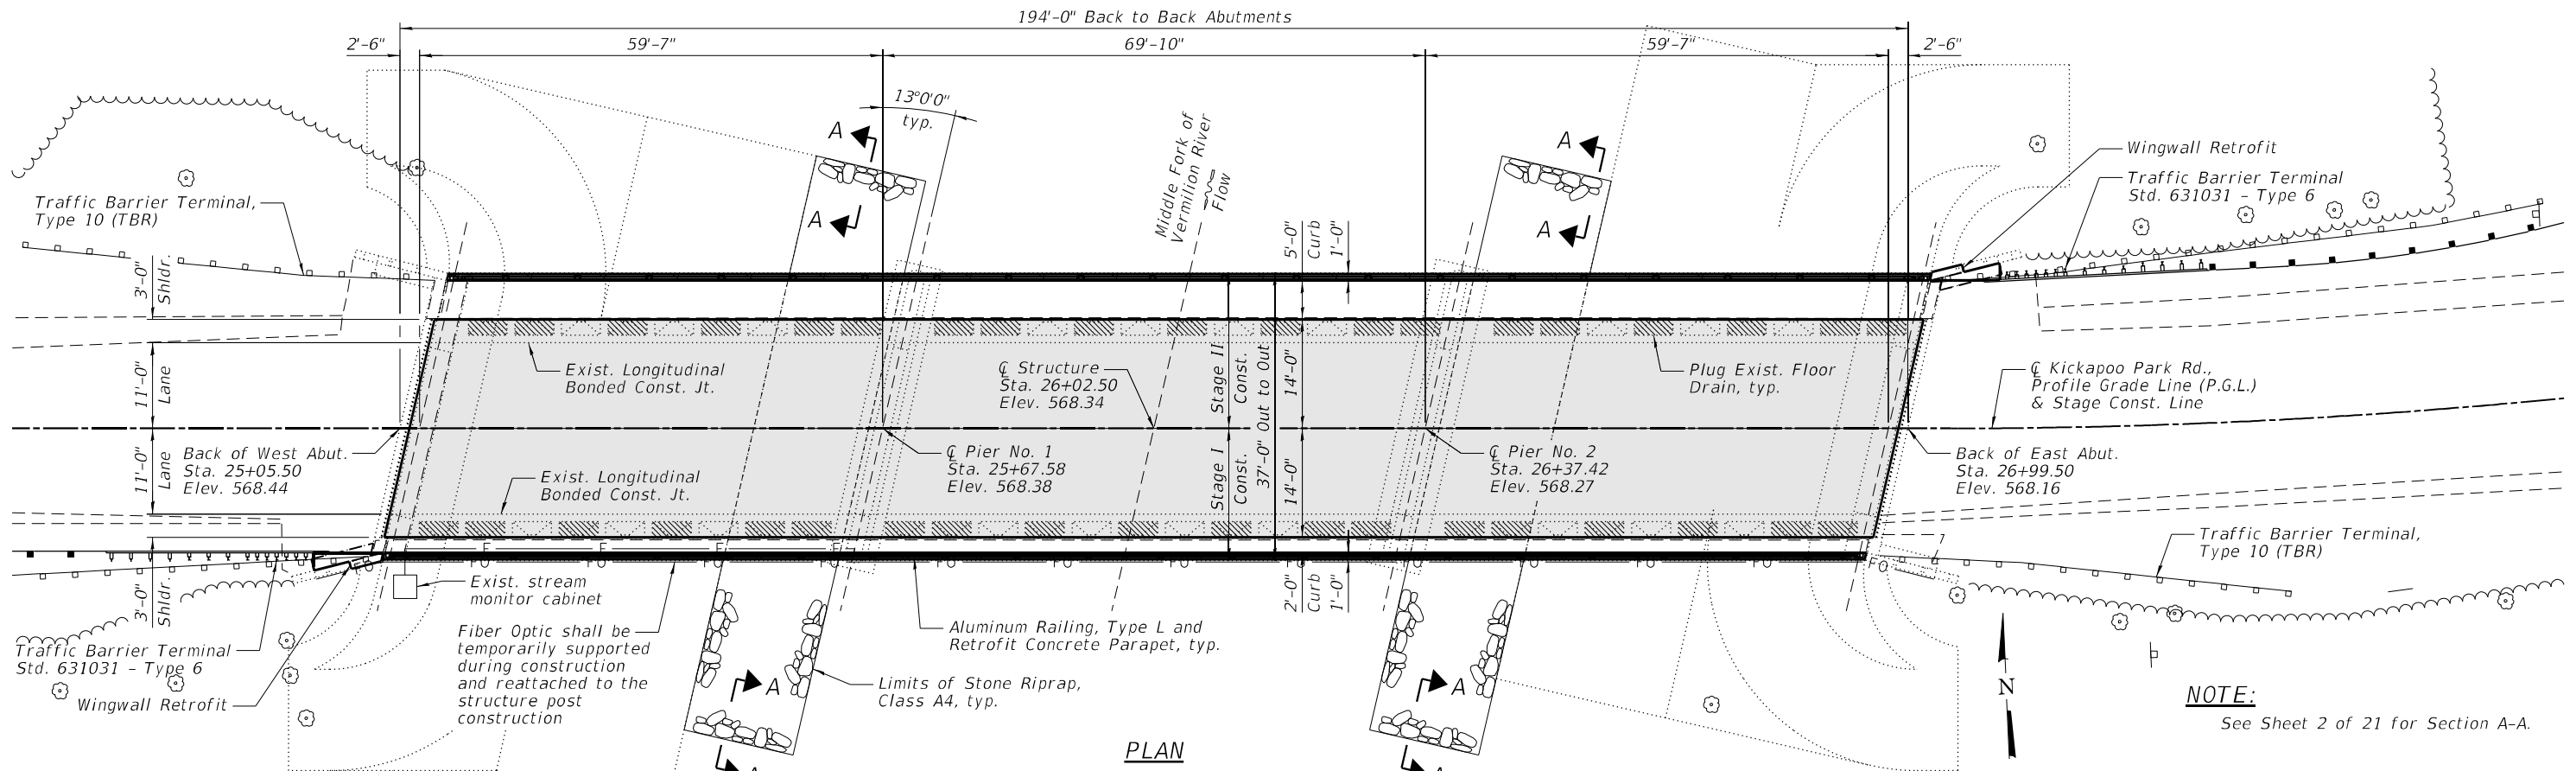 194'-0" Back to Back Abutments
2'-6"
59'-7"
69'-10"
59'-7"
2'-6"
13°0'0"
typ.
A
A
A
A
Middle Fork of
Vermilion River
Flow
5'-0"
Curb
1'-0"
Wingwall Retrofit
Traffic Barrier Terminal
Std. 631031 - Type 6
Traffic Barrier Terminal,
Type 10 (TBR)
3'-0"
Shldr.
11'-0"
Lane
11'-0"
Lane
3'-0"
Shldr.
Exist. Longitudinal
Bonded Const. Jt.
℄ Structure
Sta. 26+02.50
Elev. 568.34
Stage II
Const.
Stage I
Const.
37'-0" Out to Out
14'-0"
14'-0"
Plug Exist. Floor
Drain, typ.
℄ Kickapoo Park Rd.,
Profile Grade Line (P.G.L.)
& Stage Const. Line
Back of West Abut.
Sta. 25+05.50
Elev. 568.44
Exist. Longitudinal
Bonded Const. Jt.
℄ Pier No. 1
Sta. 25+67.58
Elev. 568.38
℄ Pier No. 2
Sta. 26+37.42
Elev. 568.27
Back of East Abut.
Sta. 26+99.50
Elev. 568.16
Traffic Barrier Terminal,
Type 10 (TBR)
2'-0"
Curb
1'-0"
Exist. stream
monitor cabinet
Fiber Optic shall be
temporarily supported
during construction
and reattached to the
structure post
construction
Aluminum Railing, Type L and
Retrofit Concrete Parapet, typ.
Limits of Stone Riprap,
Class A4, typ.
Traffic Barrier Terminal
Std. 631031 - Type 6
Wingwall Retrofit
A
A
N
PLAN
NOTE:
See Sheet 2 of 21 for Section A-A.